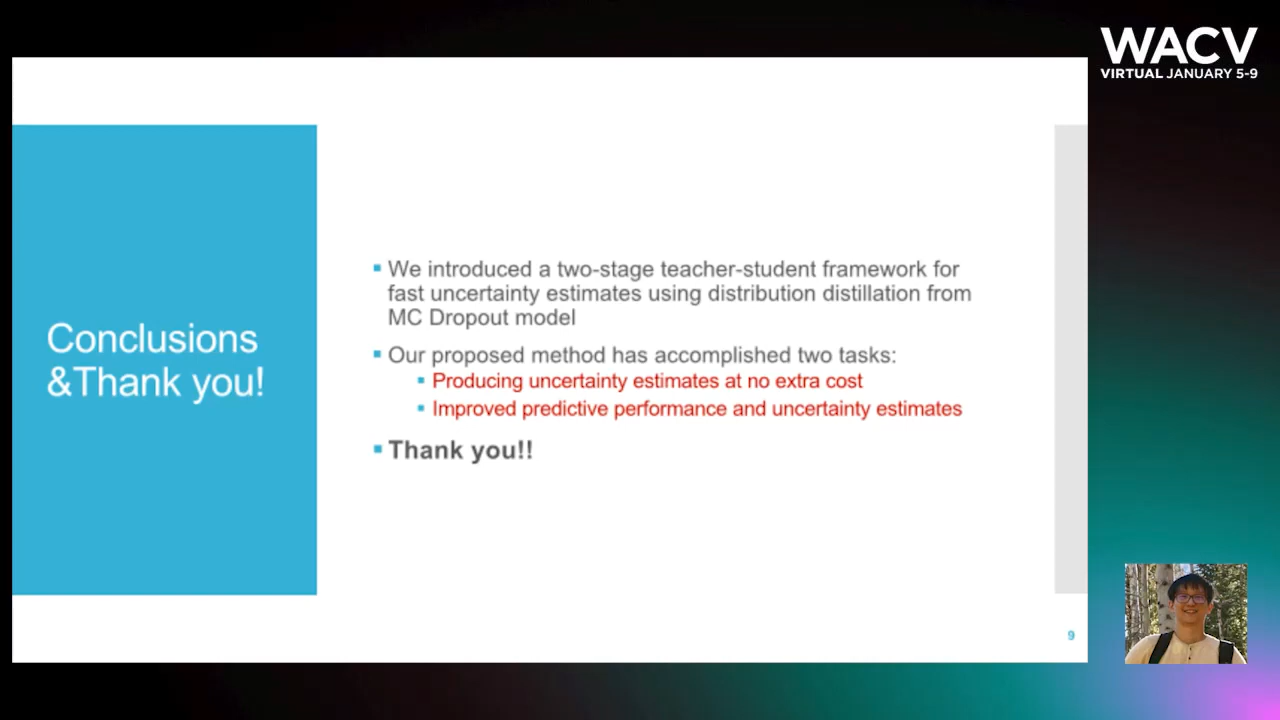 WACV
VIRTUAL JANUARY 5-9
Conclusions
&Thank you!
We introduced a two-stage teacher-student framework for
fast uncertainty estimates using distribution distillation from
MC Dropout model
Our proposed method has accomplished two tasks:
Producing uncertainty estimates at no extra cost
Improved predictive performance and uncertainty estimates
Thank you!!
9